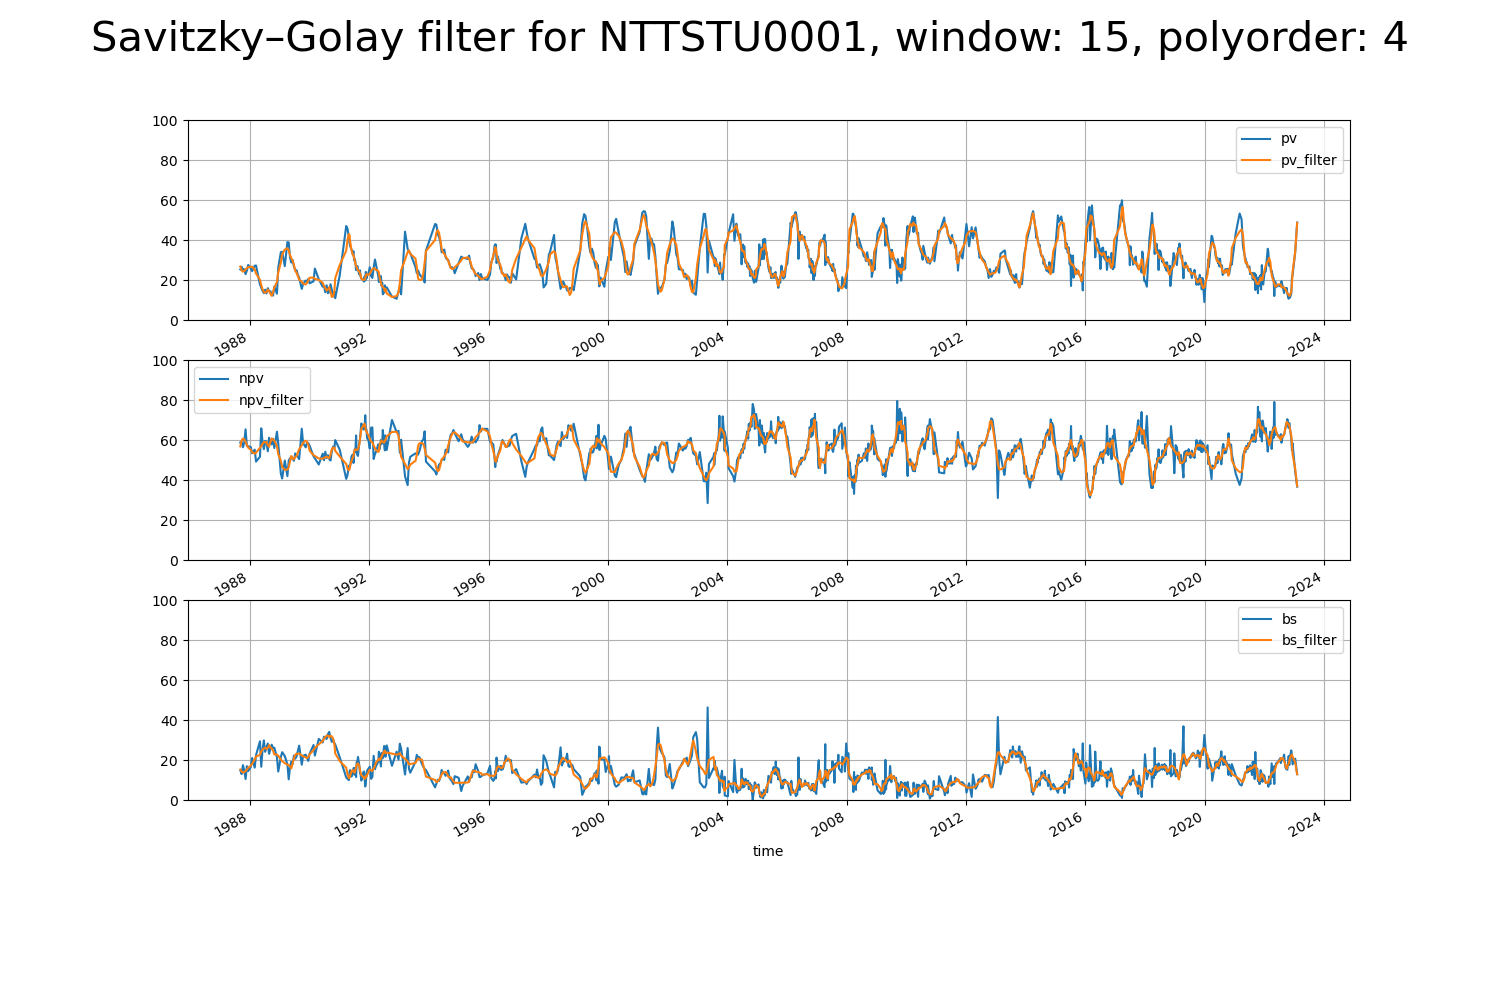 Savitzky–Golay filter for NTTSTU0001, window: 15, polyorder: 4
100
80
60
40
20
0
pv
pv_filter
1988 1992 1996 2000 2004 2008 2012 2016 2020 2024
100
80
60
40
20
0
npv
npv_filter
1988 1992 1996 2000 2004 2008 2012 2016 2020 2024
100
80
60
40
20
0
bs
bs_filter
1988 1992 1996 2000 2004 2008 2012 2016 2020 2024
time